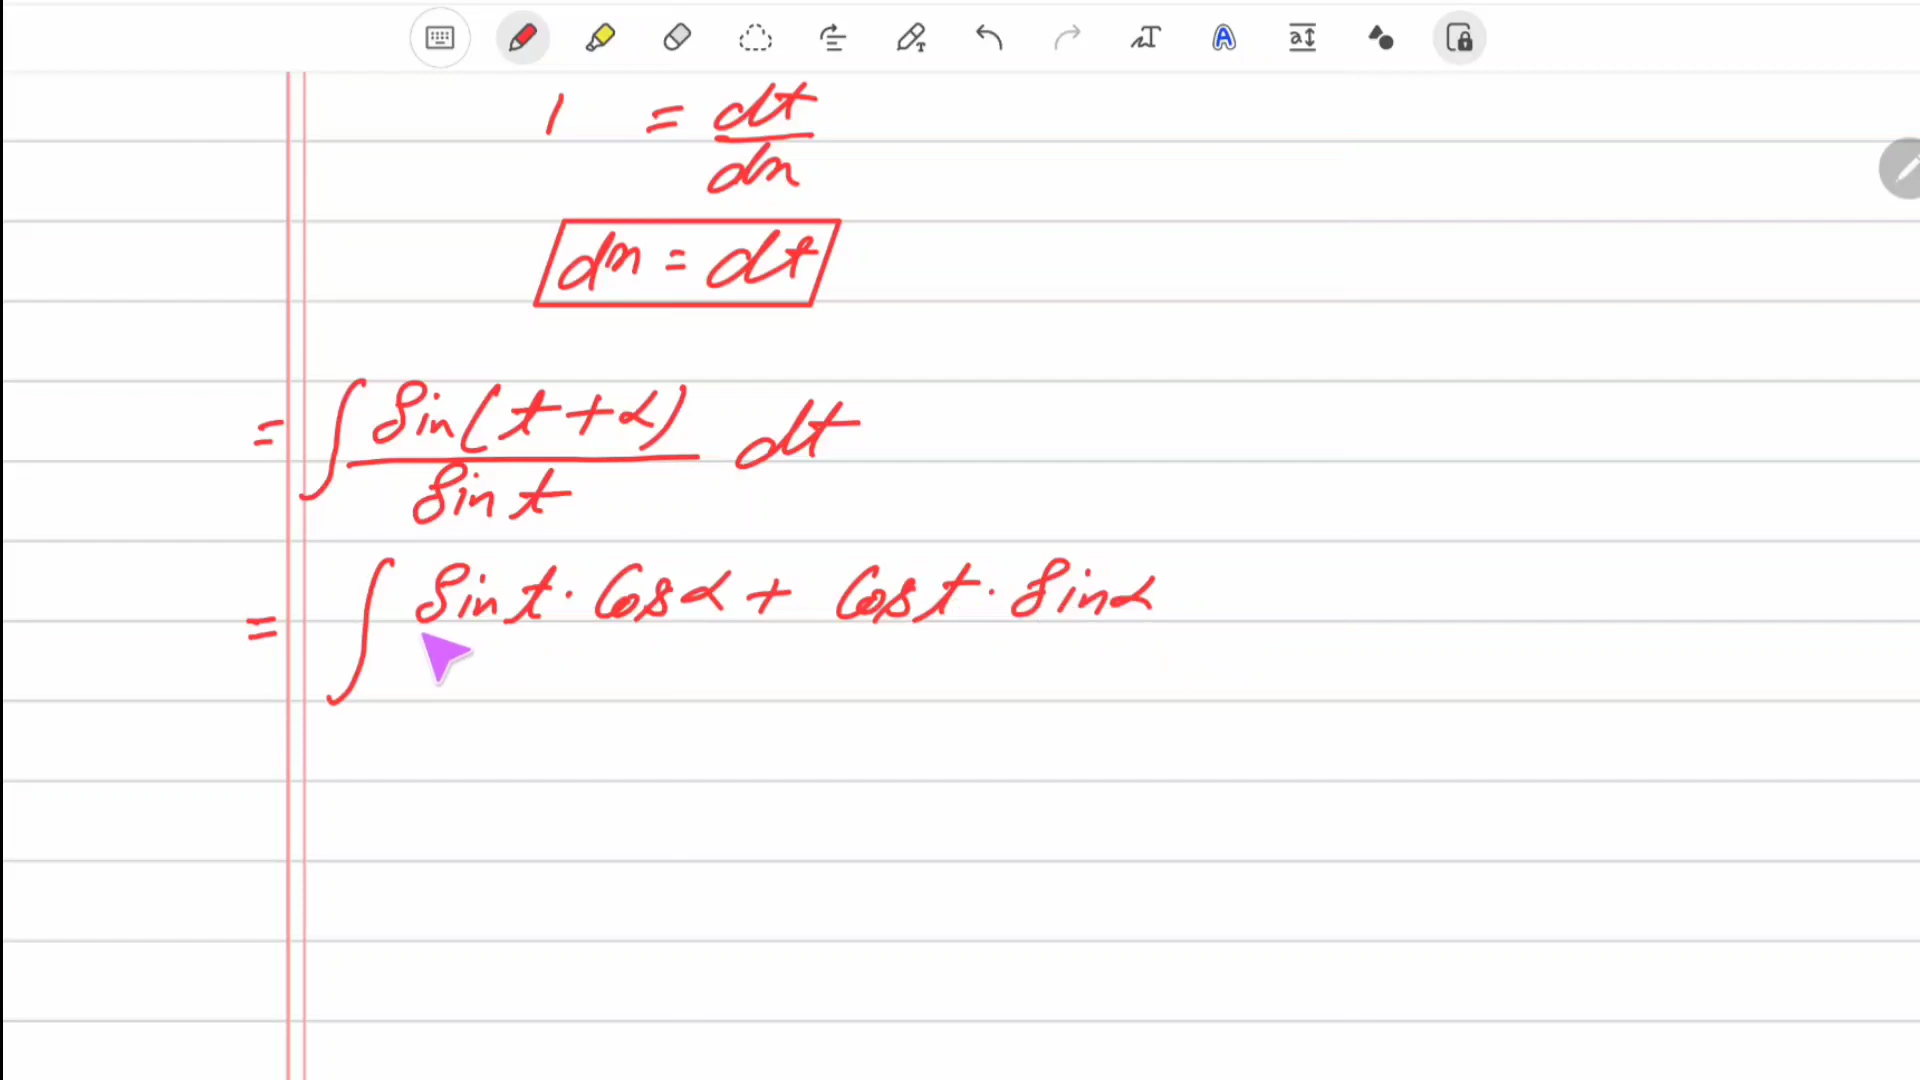 1 = dt/dx
dx = dt
= ∫ Sin(t+α)/Sin t dt
= ∫ Sin t · Cos α + Cos t · Sin α